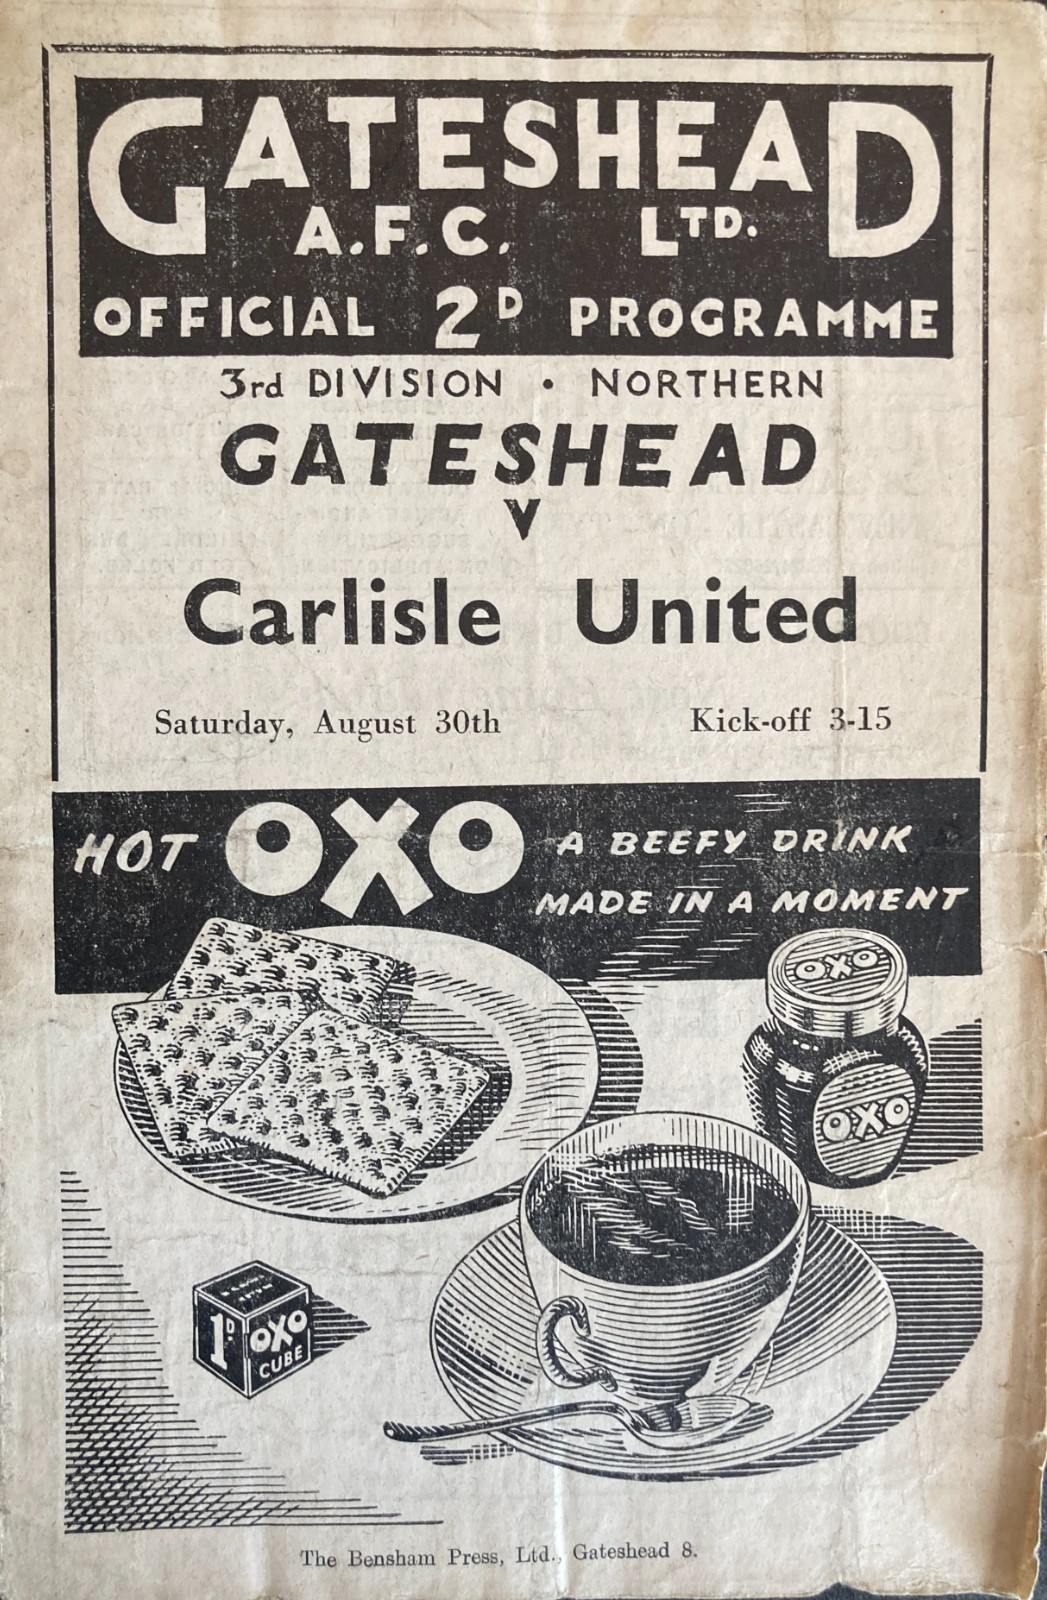 GATESHEAD
A.F.C. LTD.
OFFICIAL 2D PROGRAMME
3rd DIVISION • NORTHERN
GATESHEAD
V
Carlisle United
Saturday, August 30th Kick-off 3-15
HOT OXO A BEEFY DRINK
MADE IN A MOMENT
OXO
OXO
1D. OXO
CUBE
The Bensham Press, Ltd., Gateshead 8.